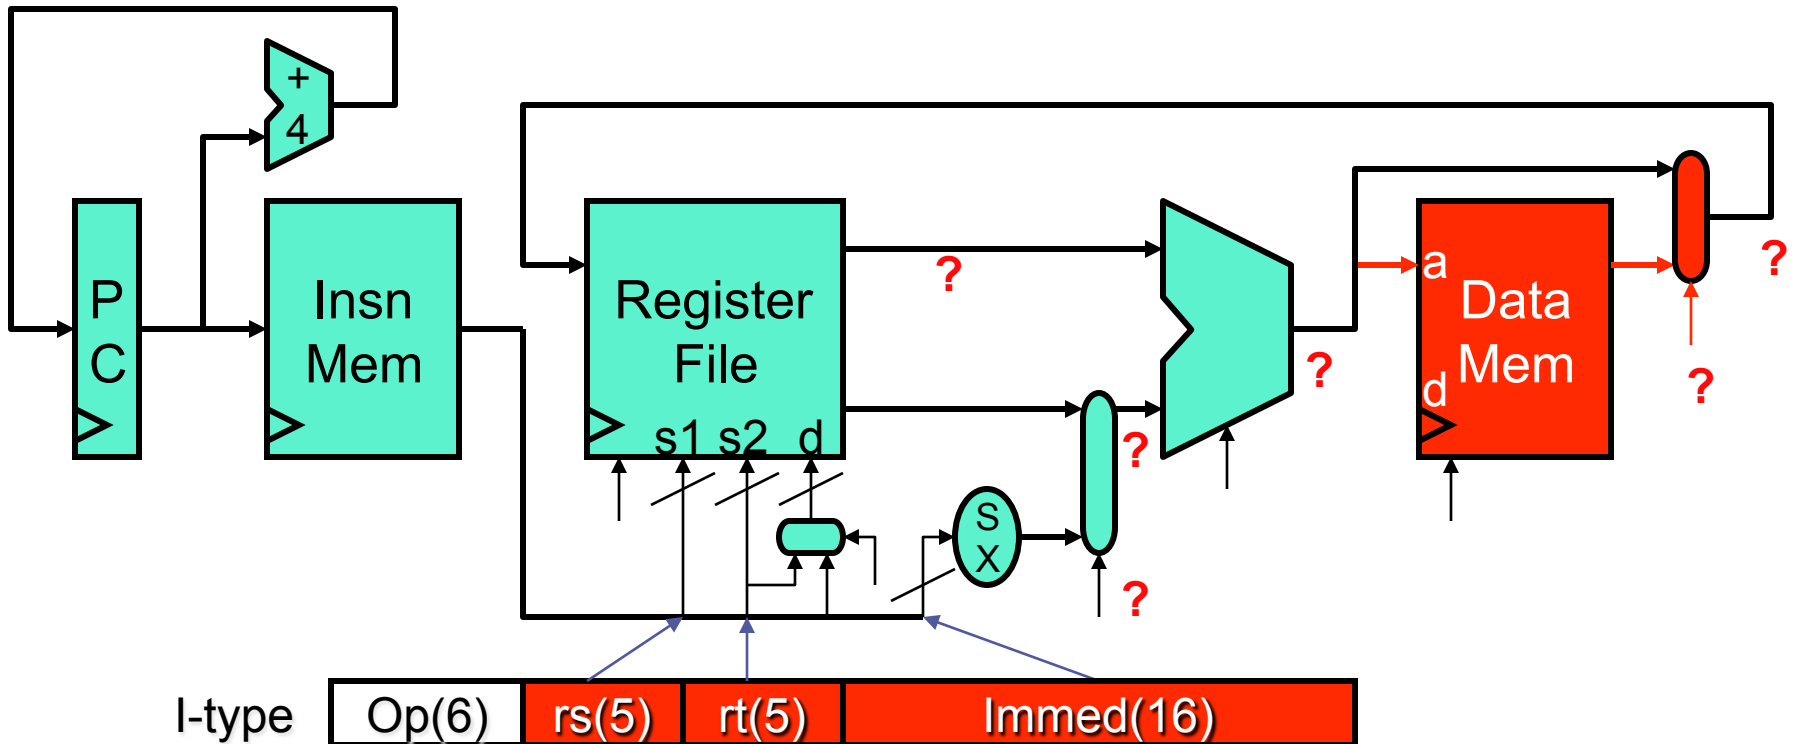 +
4
P
C
Insn
Mem
Register
File
s1 s2 d
?
?
?
S
X
?
a
Data
Mem
d
?
?
I-type Op(6) rs(5) rt(5) Immed(16)